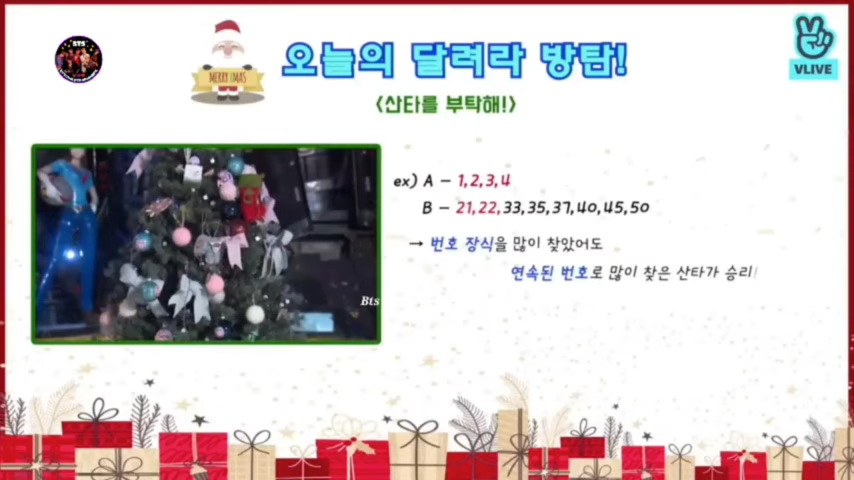 BTS
MERRY XMAS
오늘의 달려라 방탄!
VLIVE
<산타를 부탁해!>
ex) A - 1,2,3,4
B - 21,22,33,35,37,40,45,50
→ 번호 장식을 많이 찾았어도
연속된 번호로 많이 찾은 산타가 승리!
Bts